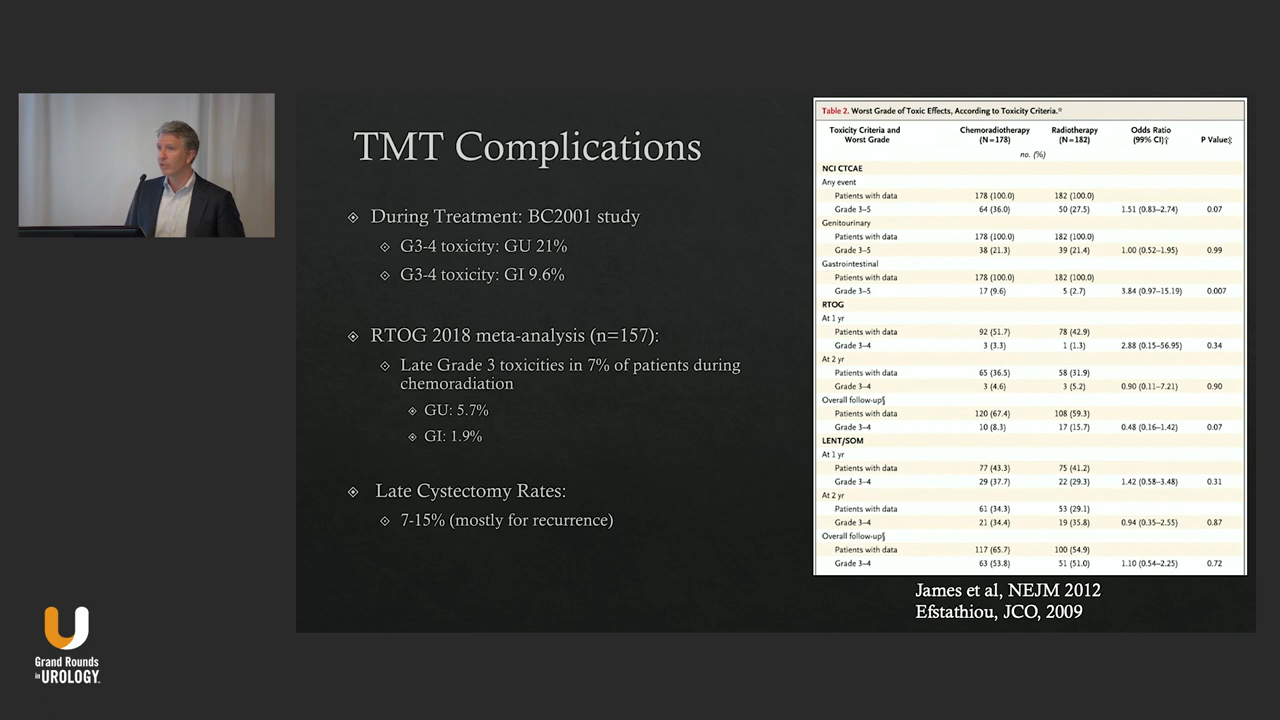 TMT Complications
During Treatment: BC2001 study
G3-4 toxicity: GU 21%
G3-4 toxicity: GI 9.6%
RTOG 2018 meta-analysis (n=157):
Late Grade 3 toxicities in 7% of patients during
chemoradiation
GU: 5.7%
GI: 1.9%
Late Cystectomy Rates:
7-15% (mostly for recurrence)
Table 2. Worst Grade of Toxic Effects, According to Toxicity Criteria.*
Toxicity Criteria and Worst Grade Chemoradiotherapy (N=178) Radiotherapy (N=182) Odds Ratio (99% CI)† P Value‡
no. (%)
NCI CTCAE
Any event
Patients with data 178 (100.0) 182 (100.0)
Grade 3–5 64 (36.0) 50 (27.5) 1.51 (0.83–2.74) 0.07
Genitourinary
Patients with data 178 (100.0) 182 (100.0)
Grade 3–5 38 (21.3) 39 (21.4) 1.00 (0.52–1.95) 0.99
Gastrointestinal
Patients with data 178 (100.0) 182 (100.0)
Grade 3–5 17 (9.6) 5 (2.7) 3.84 (0.97–15.19) 0.007
RTOG
At 1 yr
Patients with data 92 (51.7) 78 (42.9)
Grade 3–4 3 (3.3) 1 (1.3) 2.88 (0.15–56.95) 0.34
At 2 yr
Patients with data 65 (36.5) 58 (31.9)
Grade 3–4 3 (4.6) 3 (5.2) 0.90 (0.11–7.21) 0.90
Overall follow-up§
Patients with data 120 (67.4) 108 (59.3)
Grade 3–4 10 (8.3) 17 (15.7) 0.48 (0.16–1.42) 0.07
LENT/SOM
At 1 yr
Patients with data 77 (43.3) 75 (41.2)
Grade 3–4 29 (37.7) 22 (29.3) 1.42 (0.58–3.48) 0.31
At 2 yr
Patients with data 61 (34.3) 53 (29.1)
Grade 3–4 21 (34.4) 19 (35.8) 0.94 (0.35–2.55) 0.87
Overall follow-up§
Patients with data 117 (65.7) 100 (54.9)
Grade 3–4 63 (53.8) 51 (51.0) 1.10 (0.54–2.25) 0.72
James et al, NEJM 2012
Efstathiou, JCO, 2009
Grand Rounds
in UROLOGY